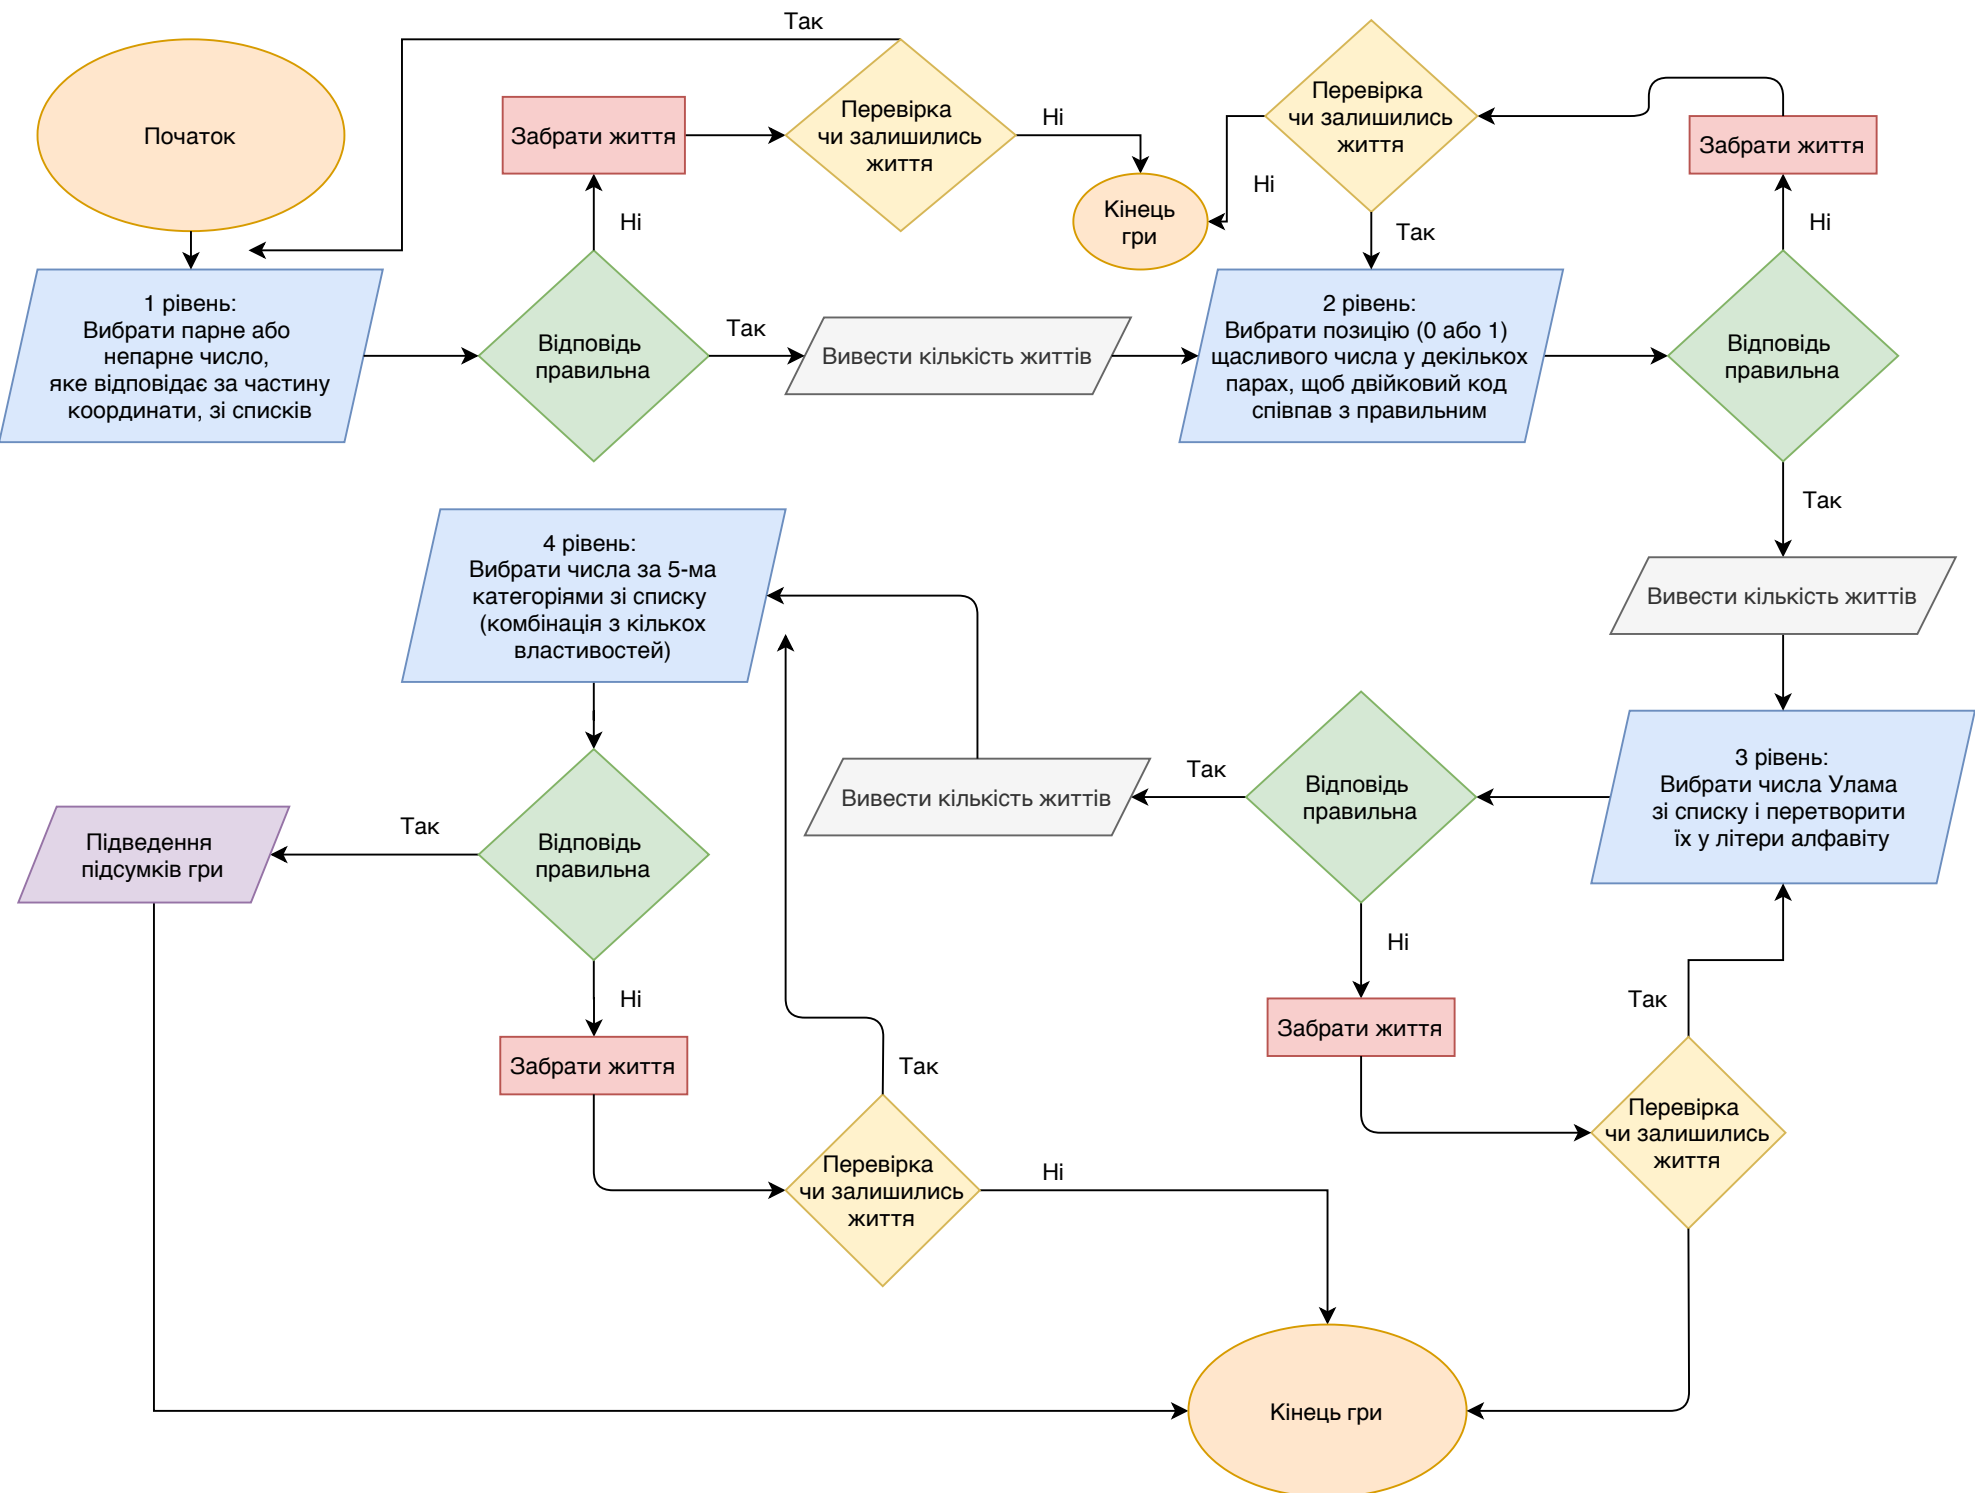 Так
Початок
Забрати життя
Перевірка
чи залишились
життя
Ні
Кінець
гри
Ні
Перевірка
чи залишились
життя
Так
Забрати життя
Ні
Ні
1 рівень:
Вибрати парне або
непарне число,
яке відповідає за частину
координати, зі списків
Відповідь
правильна
Так
Вивести кількість життів
2 рівень:
Вибрати позицію (0 або 1)
щасливого числа у декількох
парах, щоб двійковий код
співпав з правильним
Відповідь
правильна
Так
Вивести кількість життів
4 рівень:
Вибрати числа за 5-ма
категоріями зі списку
(комбінація з кількох
властивостей)
3 рівень:
Вибрати числа Улама
зі списку і перетворити
їх у літери алфавіту
Відповідь
правильна
Так
Вивести кількість життів
Відповідь
правильна
Так
Підведення
підсумків гри
Ні
Забрати життя
Так
Перевірка
чи залишились
життя
Ні
Забрати життя
Так
Перевірка
чи залишились
життя
Ні
Кінець гри